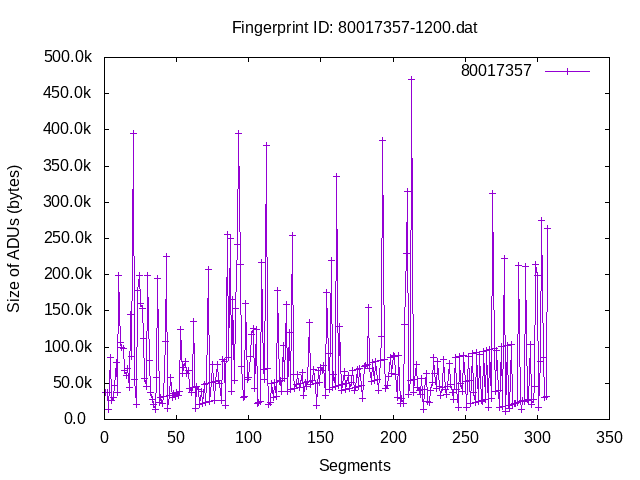 Fingerprint ID: 80017357-1200.dat
80017357
500.0k
450.0k
400.0k
350.0k
300.0k
250.0k
200.0k
150.0k
100.0k
50.0k
0.0
Size of ADUs (bytes)
0 50 100 150 200 250 300 350
Segments